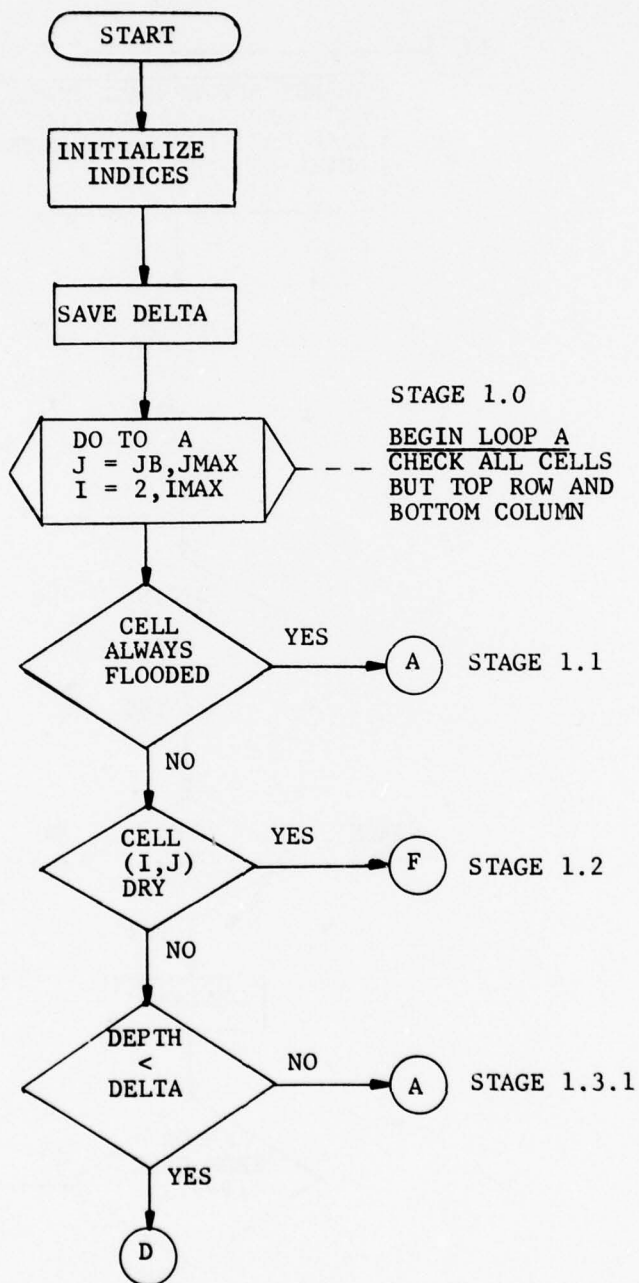 START
INITIALIZE
INDICES
SAVE DELTA
DO TO A
J = JB,JMAX
I = 2,IMAX
STAGE 1.0
BEGIN LOOP A
CHECK ALL CELLS
BUT TOP ROW AND
BOTTOM COLUMN
CELL
ALWAYS
FLOODED
YES
A
STAGE 1.1
NO
CELL
(I,J)
DRY
YES
F
STAGE 1.2
NO
DEPTH
<
DELTA
NO
A
STAGE 1.3.1
YES
D